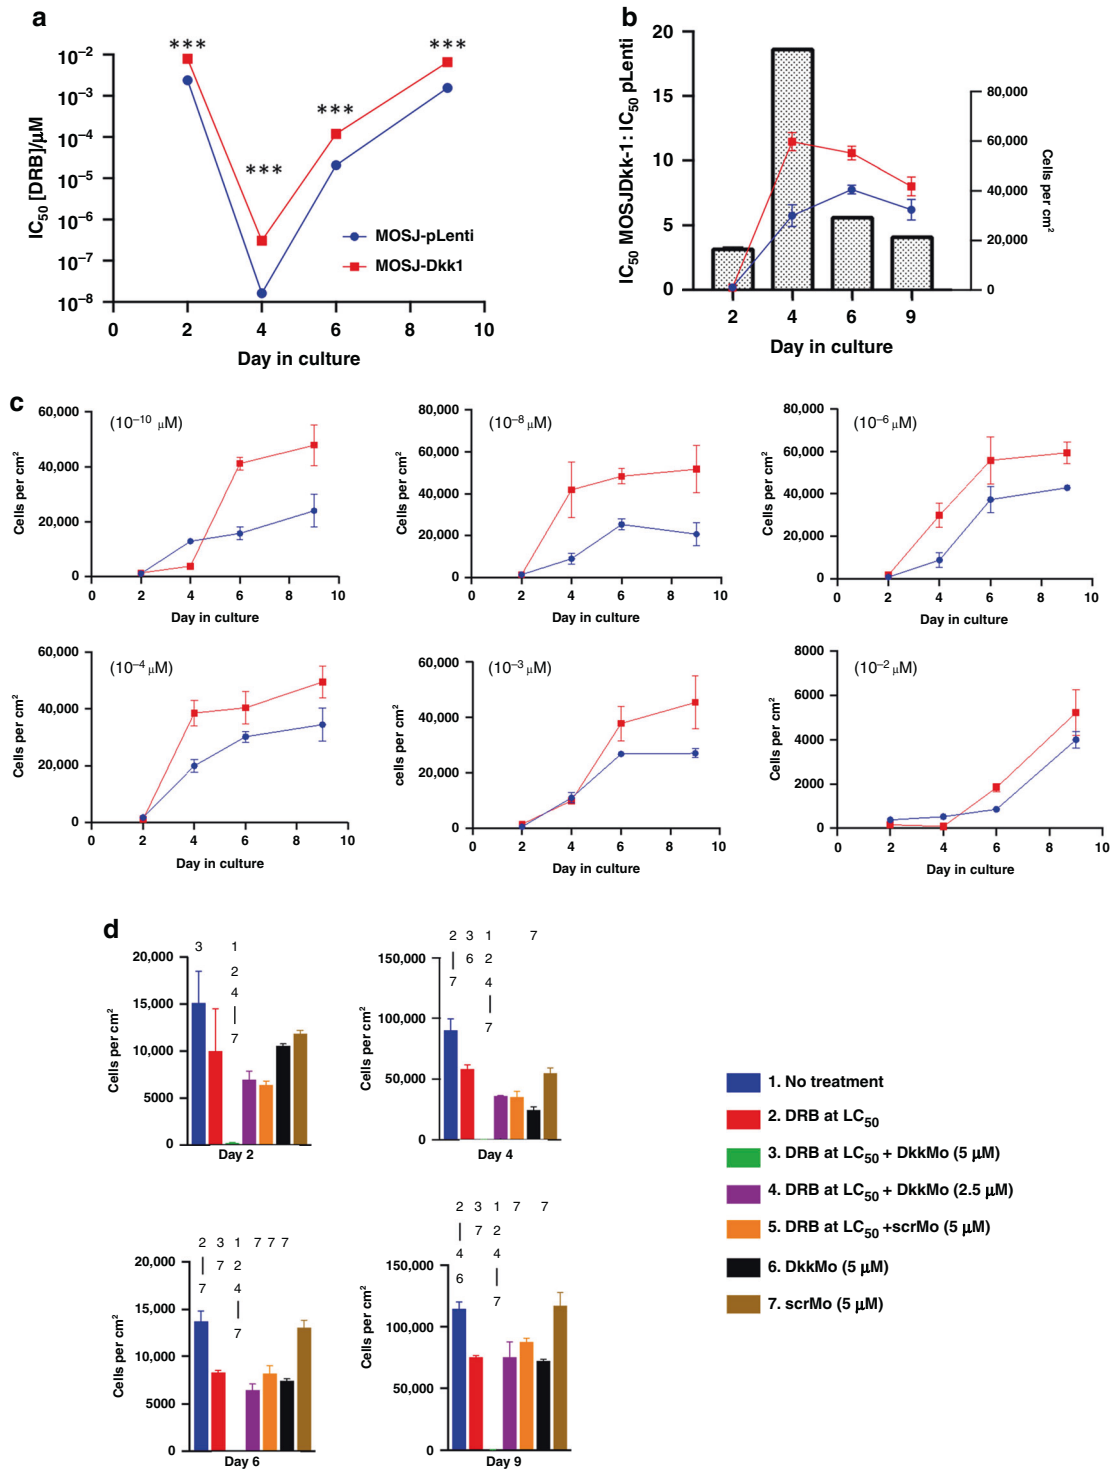 a
***
***
***
***
10⁻²
10⁻³
10⁻⁴
10⁻⁵
10⁻⁶
10⁻⁷
10⁻⁸
IC₅₀ [DRB]/μM
MOSJ-pLenti
MOSJ-Dkk1
0 2 4 6 8 10
Day in culture
b
20
15
10
5
0
IC₅₀ MOSJDkk-1: IC₅₀ pLenti
80,000
60,000
40,000
20,000
0
Cells per cm²
2 4 6 9
Day in culture
c
(10⁻¹⁰ μM)
60,000
40,000
20,000
0
Cells per cm²
0 2 4 6 8 10
Day in culture
(10⁻⁸ μM)
80,000
60,000
40,000
20,000
0
Cells per cm²
0 2 4 6 8 10
Day in culture
(10⁻⁶ μM)
80,000
60,000
40,000
20,000
0
Cells per cm²
0 2 4 6 8 10
Day in culture
(10⁻⁴ μM)
60,000
40,000
20,000
0
Cells per cm²
0 2 4 6 8 10
Day in culture
(10⁻³ μM)
60,000
40,000
20,000
0
cells per cm²
0 2 4 6 8 10
Day in culture
(10⁻² μM)
8000
6000
4000
2000
0
Cells per cm²
0 2 4 6 8 10
Day in culture
d
3 1
2
4
|
7
20,000
15,000
10,000
5000
0
Cells per cm²
Day 2
2 3 1 7
| 6 2
7 4
|
7
150,000
100,000
50,000
0
Cells per cm²
Day 4
2 3 1 7 7 7
| 7 2
7 4
|
7
20,000
15,000
10,000
5000
0
Cells per cm²
Day 6
2 3 1 7 7
| 7 2
4 4
6 |
7
150,000
100,000
50,000
0
Cells per cm²
Day 9
1. No treatment
2. DRB at LC₅₀
3. DRB at LC₅₀ + DkkMo (5 μM)
4. DRB at LC₅₀ + DkkMo (2.5 μM)
5. DRB at LC₅₀ +scrMo (5 μM)
6. DkkMo (5 μM)
7. scrMo (5 μM)